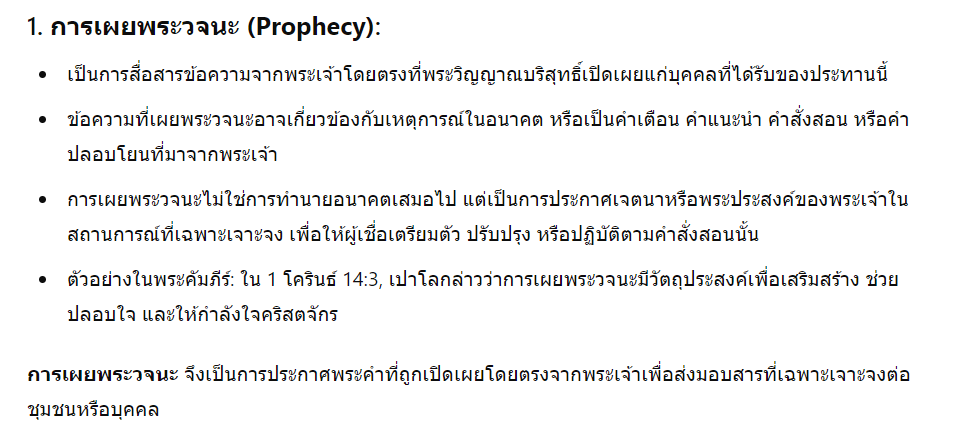 1. การเผยพระวจนะ (Prophecy):
• เป็นการสื่อสารข้อความจากพระเจ้าโดยตรงที่พระวิญญาณบริสุทธิ์เปิดเผยแก่บุคคลที่ได้รับของประทานนี้
• ข้อความที่เผยพระวจนะอาจเกี่ยวข้องกับเหตุการณ์ในอนาคต หรือเป็นคำเตือน คำแนะนำ คำสั่งสอน หรือคำ
ปลอบโยนที่มาจากพระเจ้า
• การเผยพระวจนะไม่ใช่การทำนายอนาคตเสมอไป แต่เป็นการประกาศเจตนาหรือพระประสงค์ของพระเจ้าใน
สถานการณ์ที่เฉพาะเจาะจง เพื่อให้ผู้เชื่อเตรียมตัว ปรับปรุง หรือปฏิบัติตามคำสั่งสอนนั้น
• ตัวอย่างในพระคัมภีร์: ใน 1 โครินธ์ 14:3, เปาโลกล่าวว่าการเผยพระวจนะมีวัตถุประสงค์เพื่อเสริมสร้าง ช่วย
ปลอบใจ และให้กำลังใจคริสตจักร
การเผยพระวจนะ จึงเป็นการประกาศพระคำที่ถูกเปิดเผยโดยตรงจากพระเจ้าเพื่อส่งมอบสารที่เฉพาะเจาะจงต่อ
ชุมชนหรือบุคคล